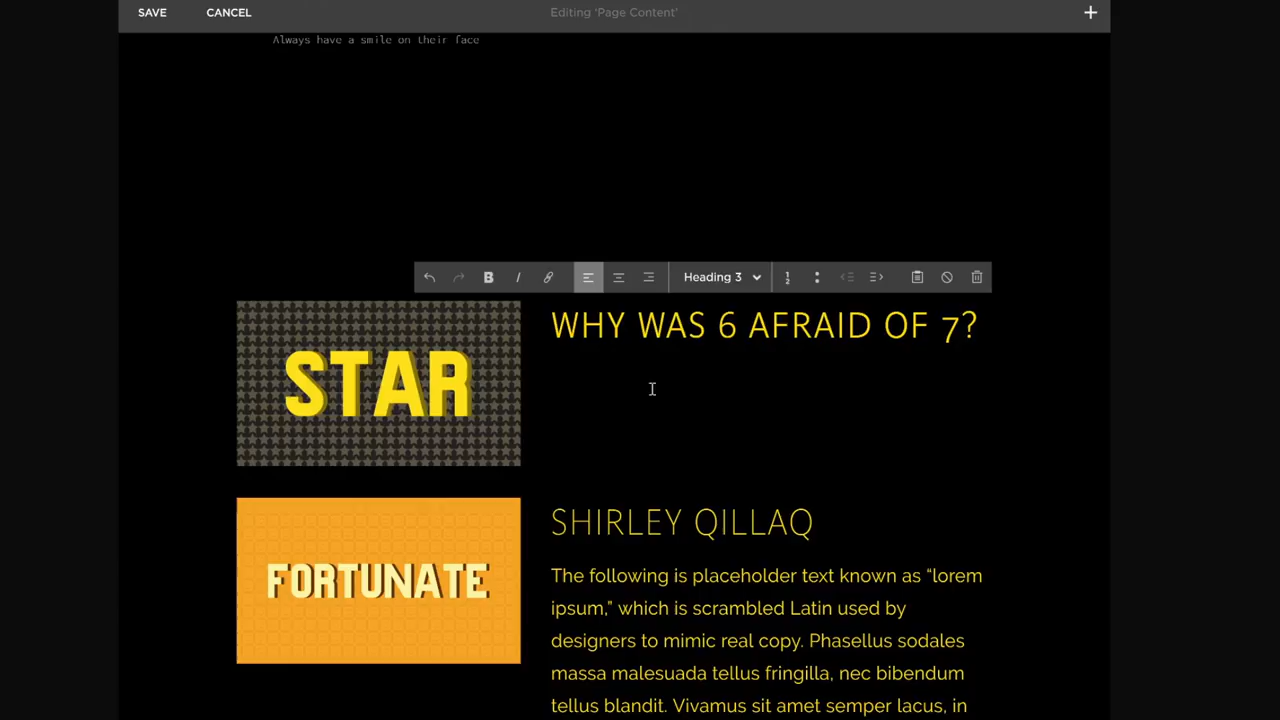 SAVE CANCEL Editing ‘Page Content’ +
Always have a smile on their face
B I Heading 3
STAR
WHY WAS 6 AFRAID OF 7?
FORTUNATE
SHIRLEY QILLAQ
The following is placeholder text known as “lorem
ipsum,” which is scrambled Latin used by
designers to mimic real copy. Phasellus sodales
massa malesuada tellus fringilla, nec bibendum
tellus blandit. Vivamus sit amet semper lacus, in